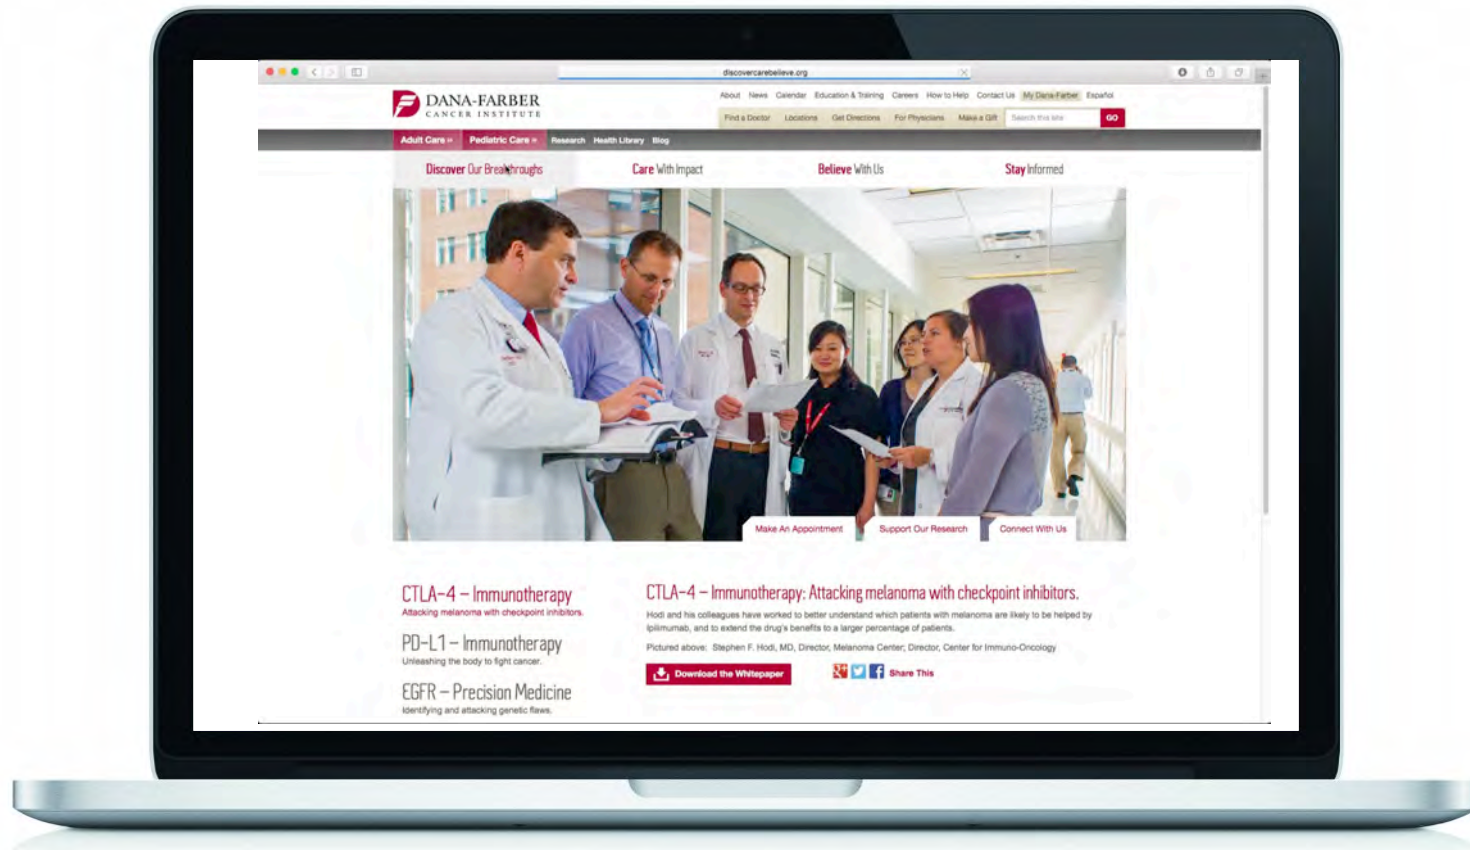 discovercarebelieve.org
DANA-FARBER
CANCER INSTITUTE
About News Calendar Education & Training Careers How to Help Contact Us My Dana-Farber Español
Find a Doctor Locations Get Directions For Physicians Make a Gift Search this site GO
Adult Care » Pediatric Care » Research Health Library Blog
Discover Our Breakthroughs Care With Impact Believe With Us Stay Informed
Make An Appointment Support Our Research Connect With Us
CTLA-4 – Immunotherapy
Attacking melanoma with checkpoint inhibitors.
PD-L1 – Immunotherapy
Unleashing the body to fight cancer.
EGFR – Precision Medicine
Identifying and attacking genetic flaws.
CTLA-4 – Immunotherapy: Attacking melanoma with checkpoint inhibitors.
Hodi and his colleagues have worked to better understand which patients with melanoma are likely to be helped by
ipilimumab, and to extend the drug's benefits to a larger percentage of patients.
Pictured above: Stephen F. Hodi, MD, Director, Melanoma Center; Director, Center for Immuno-Oncology
Download the Whitepaper Share This